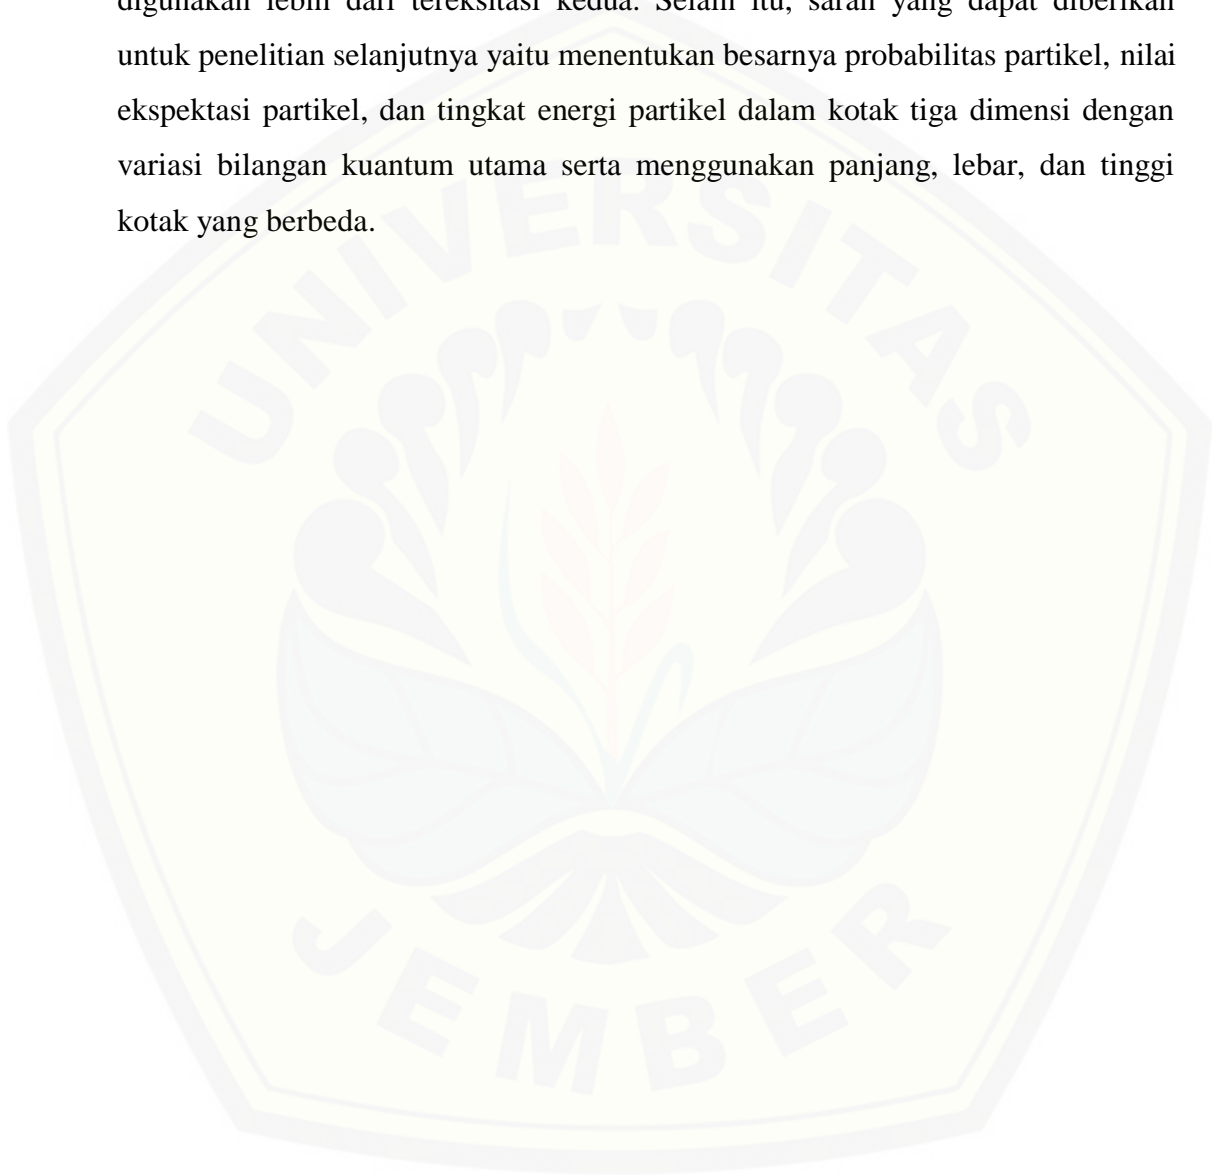 digunakan lebih dari tereksitasi kedua. Selain itu, saran yang dapat diberikan
untuk penelitian selanjutnya yaitu menentukan besarnya probabilitas partikel, nilai
ekspektasi partikel, dan tingkat energi partikel dalam kotak tiga dimensi dengan
variasi bilangan kuantum utama serta menggunakan panjang, lebar, dan tinggi
kotak yang berbeda.
UNIVERSITAS
JEMBER